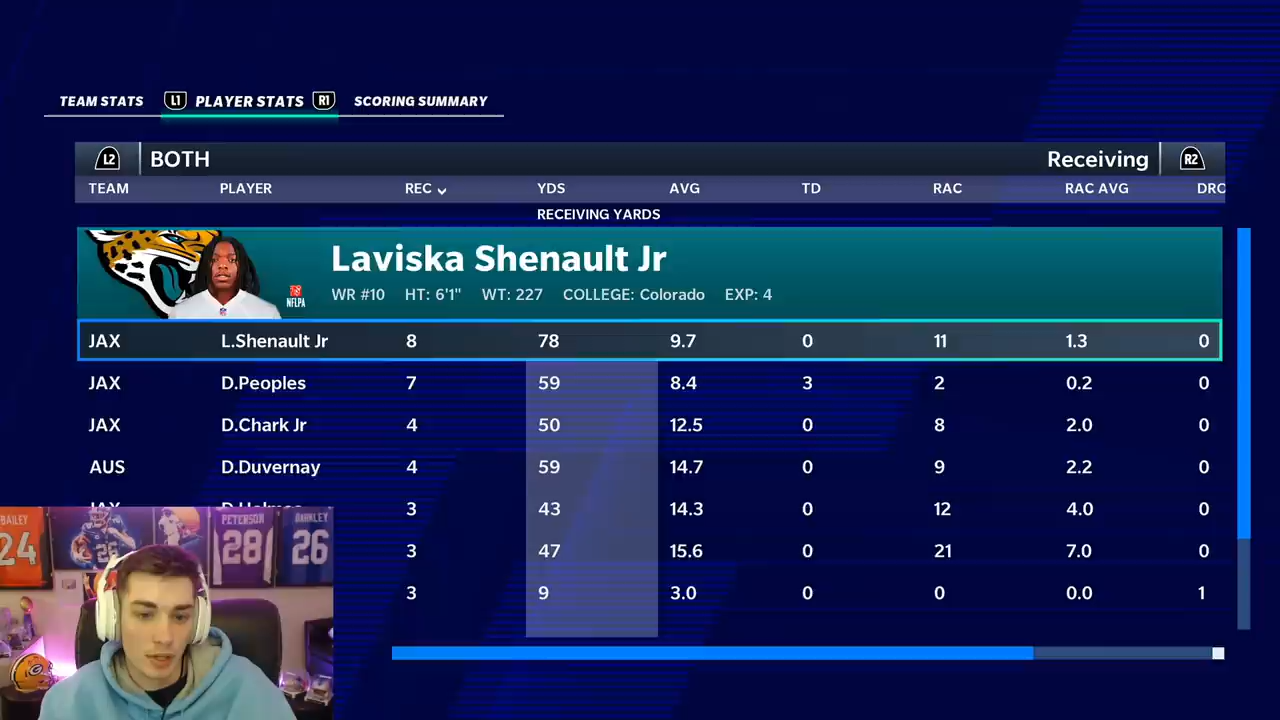 TEAM STATS L1 PLAYER STATS R1 SCORING SUMMARY
L2 BOTH Receiving R2
TEAM PLAYER REC YDS AVG TD RAC RAC AVG DRO
RECEIVING YARDS
Laviska Shenault Jr
WR #10 HT: 6'1" WT: 227 COLLEGE: Colorado EXP: 4
NFLPA
JAX L.Shenault Jr 8 78 9.7 0 11 1.3 0
JAX D.Peoples 7 59 8.4 3 2 0.2 0
JAX D.Chark Jr 4 50 12.5 0 8 2.0 0
AUS D.Duvernay 4 59 14.7 0 9 2.2 0
JAX 3 43 14.3 0 12 4.0 0
3 47 15.6 0 21 7.0 0
3 9 3.0 0 0 0.0 1
BAILEY
24
PETERSON
28
BARKLEY
26